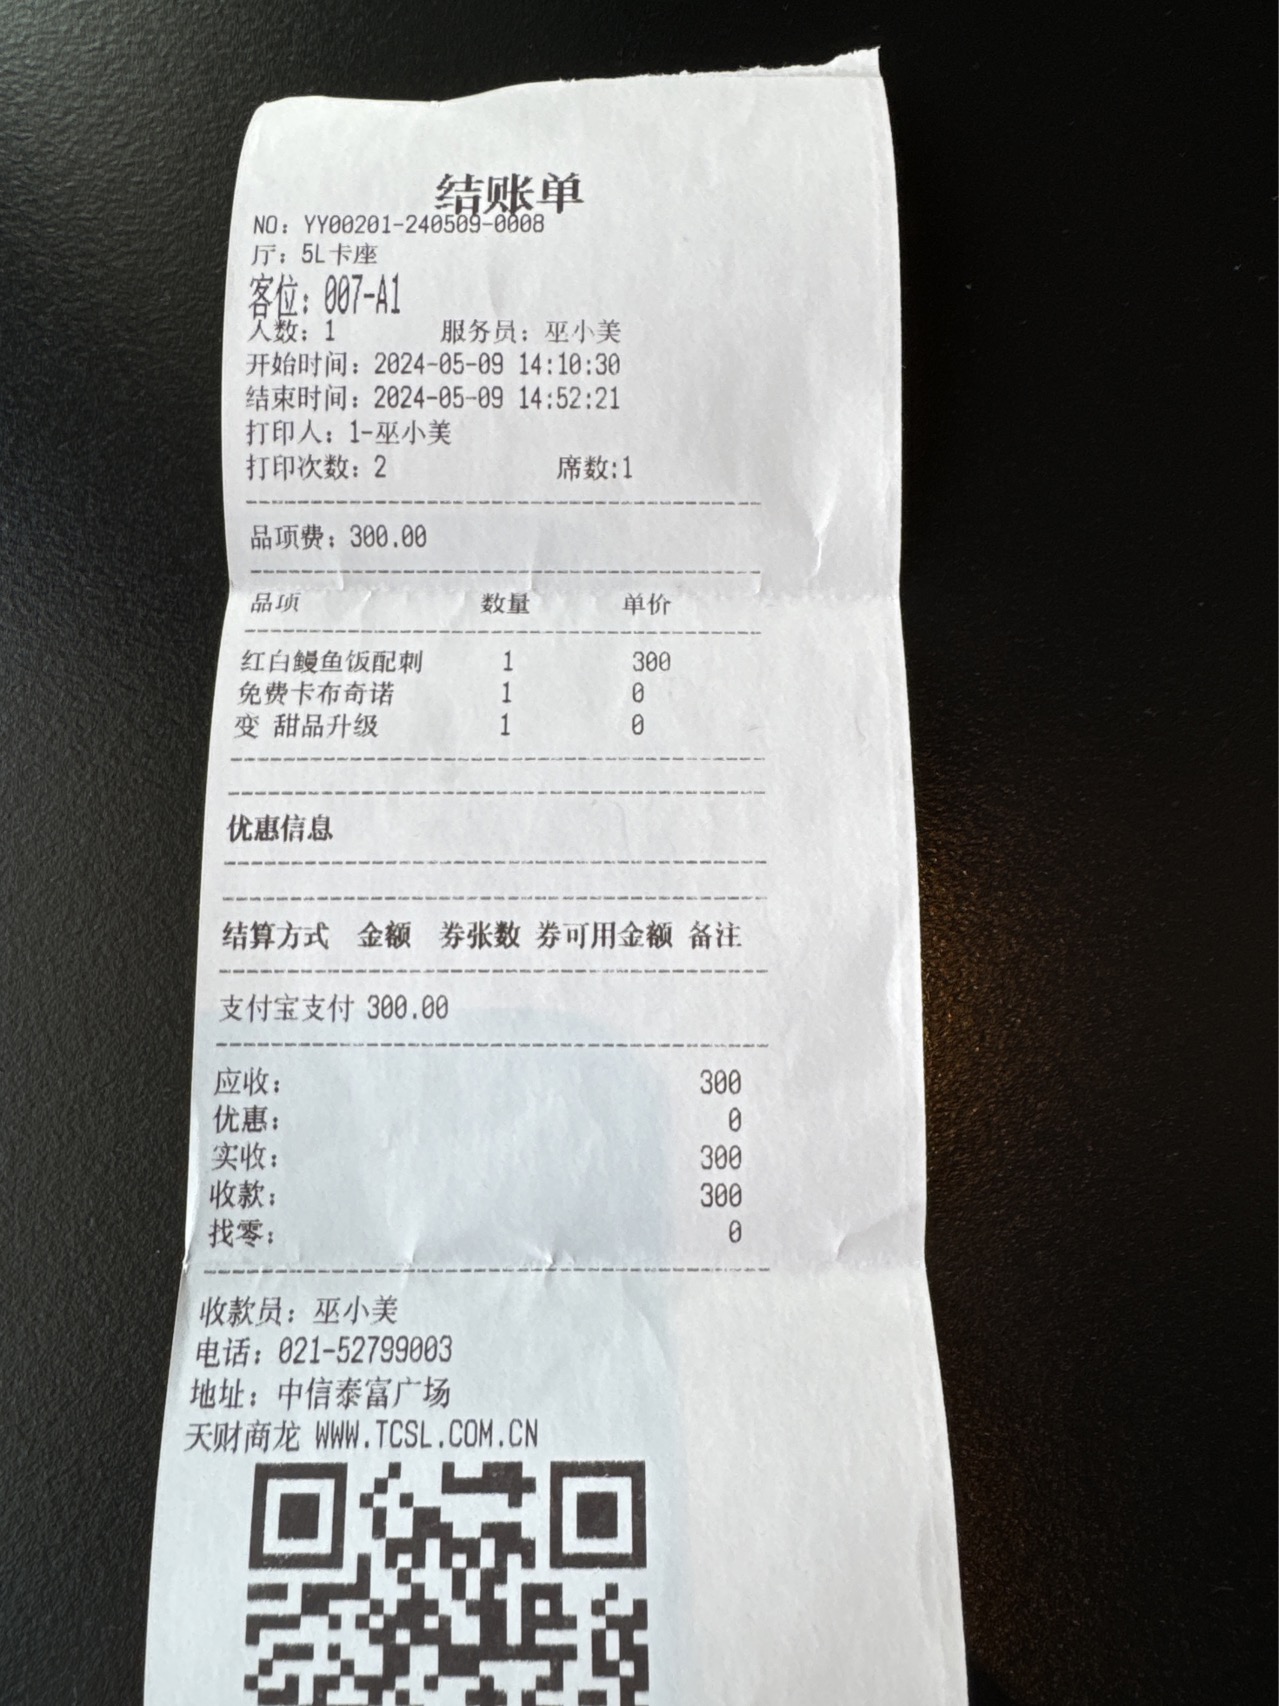 结账单
NO: YY00201-240509-0008
厅: 5L卡座
客位: 007-A1
人数: 1 服务员: 巫小美
开始时间: 2024-05-09 14:10:30
结束时间: 2024-05-09 14:52:21
打印人: 1-巫小美
打印次数: 2 席数:1
品项费: 300.00
品项 数量 单价
红白鳗鱼饭配刺 1 300
免费卡布奇诺 1 0
变 甜品升级 1 0
优惠信息
结算方式 金额 券张数 券可用金额 备注
支付宝支付 300.00
应收: 300
优惠: 0
实收: 300
收款: 300
找零: 0
收款员: 巫小美
电话: 021-52799003
地址: 中信泰富广场
天财商龙 WWW.TCSL.COM.CN